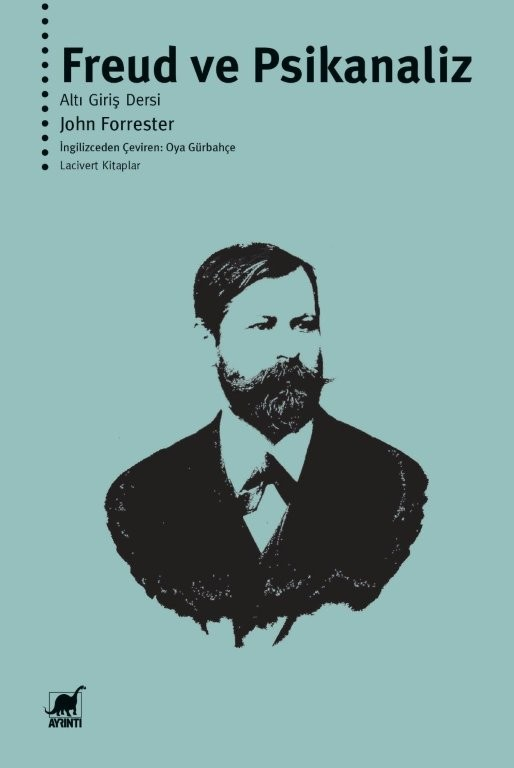 Freud ve Psikanaliz
Altı Giriş Dersi
John Forrester
İngilizceden Çeviren: Oya Gürbahçe
Lacivert Kitaplar
AYRINTI